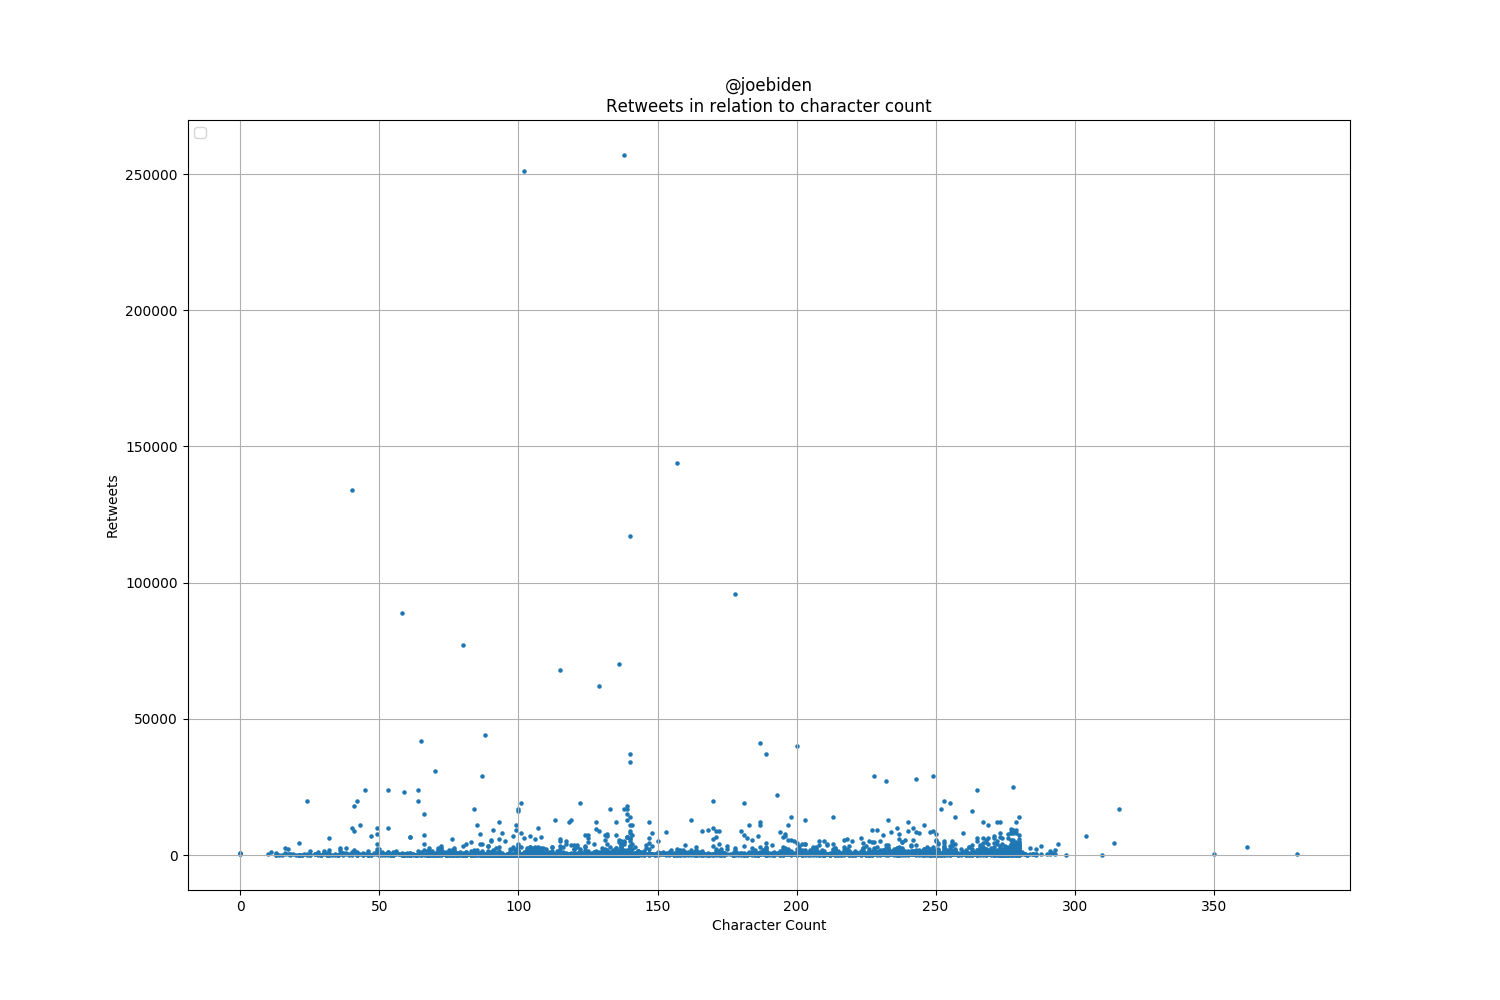 @joebiden
Retweets in relation to character count
250000
200000
150000
100000
50000
0
Retweets
0 50 100 150 200 250 300 350
Character Count